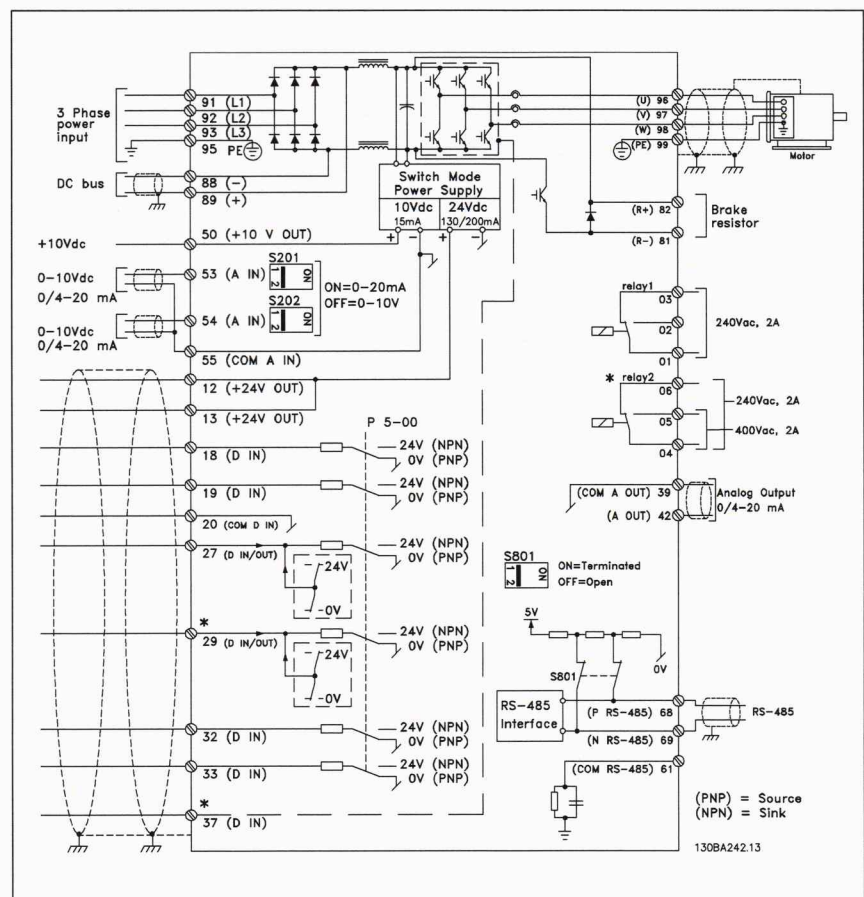 3 Phase
power
input
91 (L1)
92 (L2)
93 (L3)
95 PE
DC bus
88 (-)
89 (+)
+10Vdc
50 (+10 V OUT)
0-10Vdc
0/4-20 mA
53 (A IN)
S201
ON
1 2
ON=0-20mA
OFF=0-10V
0-10Vdc
0/4-20 mA
54 (A IN)
S202
ON
1 2
55 (COM A IN)
12 (+24V OUT)
13 (+24V OUT)
P 5-00
18 (D IN)
24V (NPN)
0V (PNP)
19 (D IN)
24V (NPN)
0V (PNP)
20 (COM D IN)
27 (D IN/OUT)
24V (NPN)
0V (PNP)
24V
0V
*
29 (D IN/OUT)
24V (NPN)
0V (PNP)
24V
0V
32 (D IN)
24V (NPN)
0V (PNP)
33 (D IN)
24V (NPN)
0V (PNP)
*
37 (D IN)
Switch Mode
Power Supply
10Vdc
15mA
24Vdc
130/200mA
+ - + -
(U) 96
(V) 97
(W) 98
(PE) 99
Motor
(R+) 82
(R-) 81
Brake
resistor
relay1
03
02
01
240Vac, 2A
* relay2
06
05
04
240Vac, 2A
400Vac, 2A
(COM A OUT) 39
(A OUT) 42
Analog Output
0/4-20 mA
S801
ON
1 2
ON=Terminated
OFF=Open
5V
0V
S801
RS-485
Interface
(P RS-485) 68
(N RS-485) 69
RS-485
(COM RS-485) 61
(PNP) = Source
(NPN) = Sink
130BA242.13